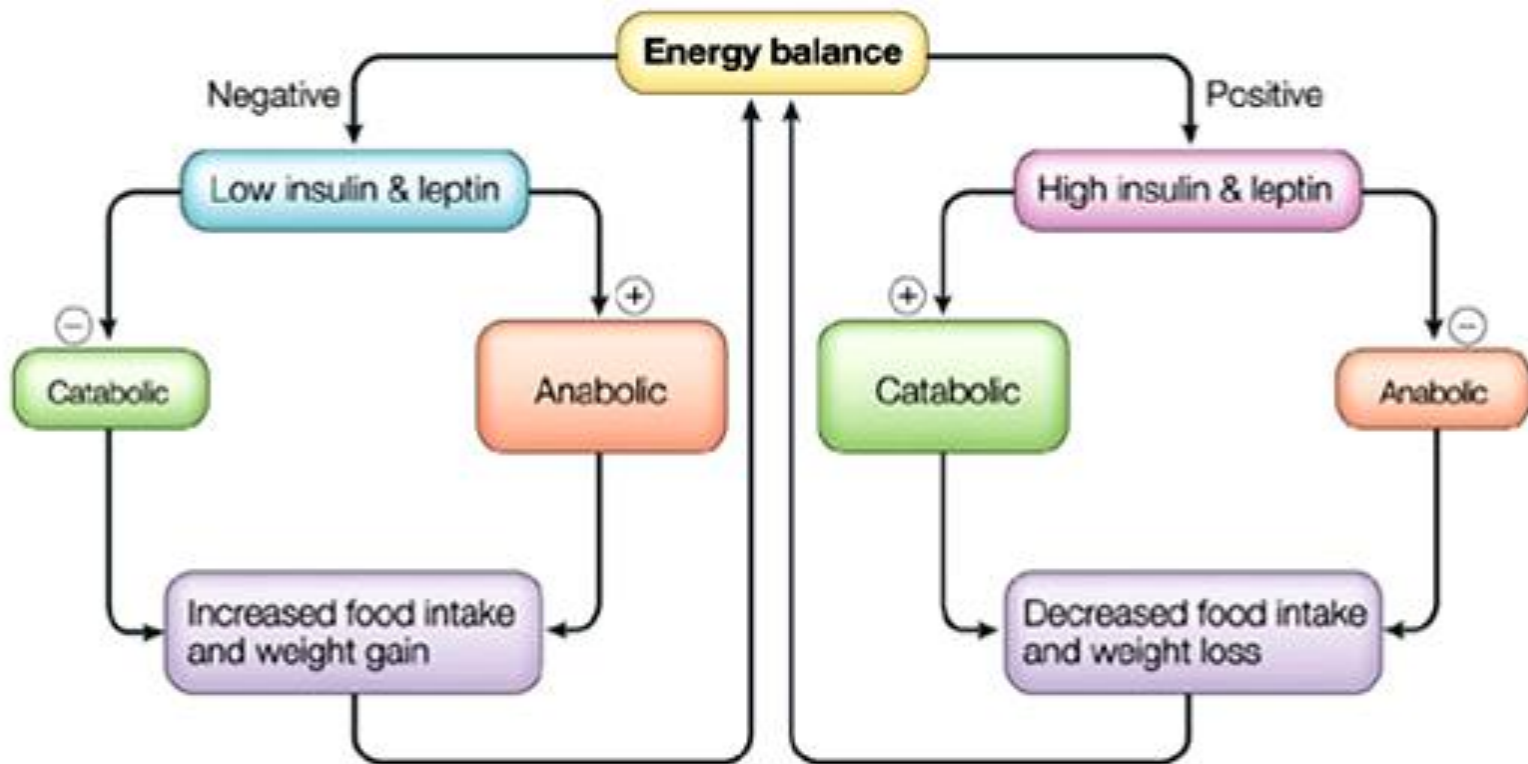 Energy balance
Negative
Positive
Low insulin & leptin
High insulin & leptin
−
+
+
−
Catabolic
Anabolic
Catabolic
Anabolic
Increased food intake
and weight gain
Decreased food intake
and weight loss